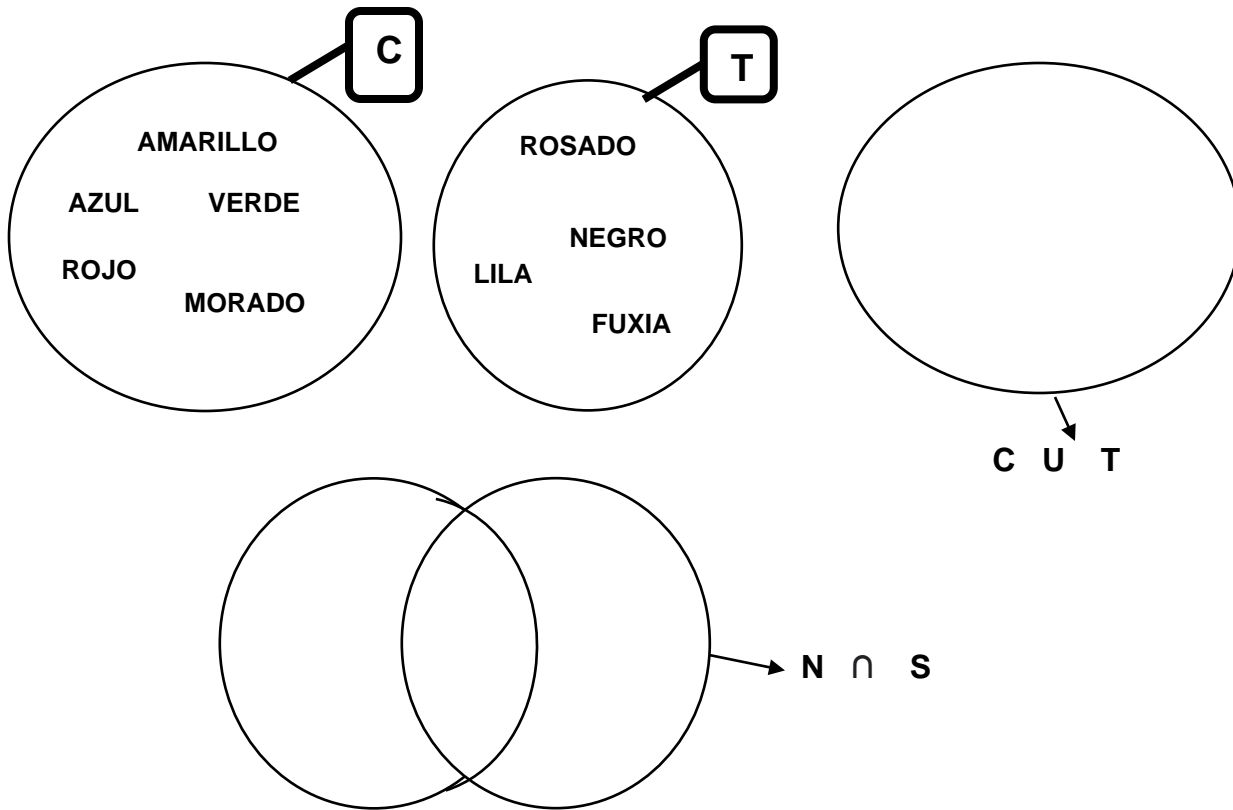 C
T
AMARILLO
AZUL VERDE
ROJO
MORADO
ROSADO
NEGRO
LILA
FUXIA
C U T
N ∩ S